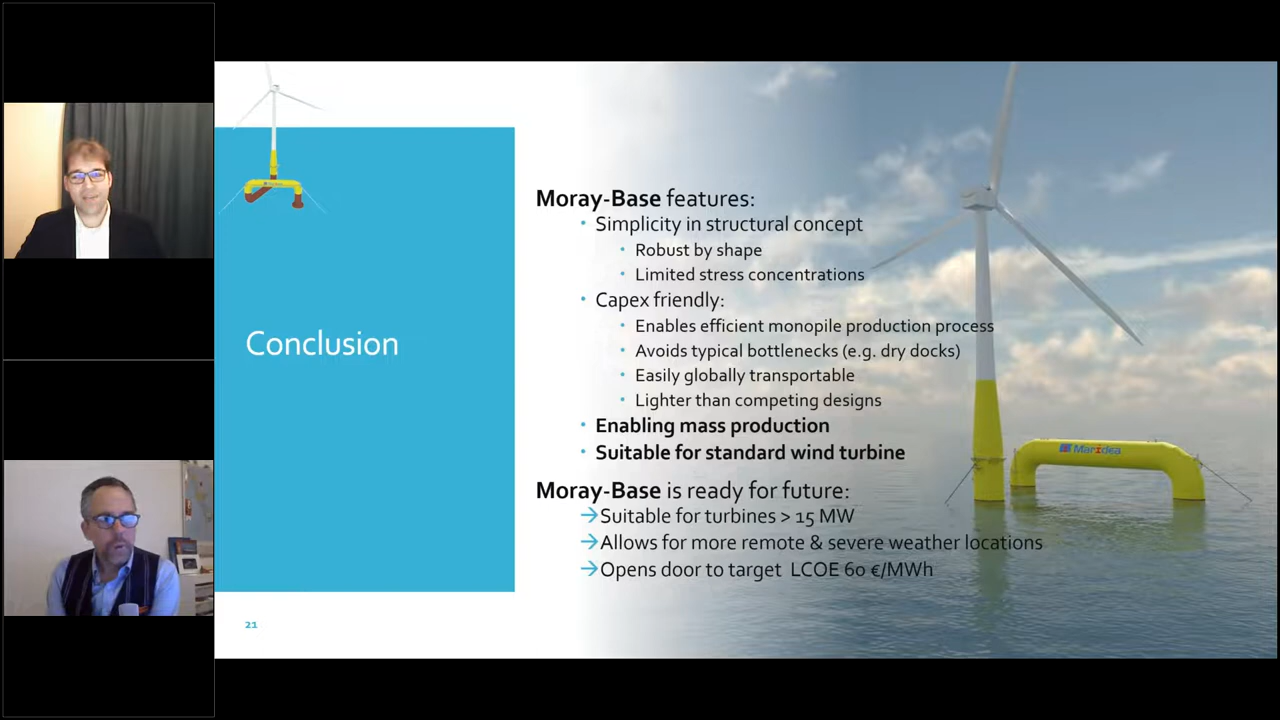 Conclusion
21
Moray-Base features:
• Simplicity in structural concept
• Robust by shape
• Limited stress concentrations
• Capex friendly:
• Enables efficient monopile production process
• Avoids typical bottlenecks (e.g. dry docks)
• Easily globally transportable
• Lighter than competing designs
• Enabling mass production
• Suitable for standard wind turbine
Moray-Base is ready for future:
→Suitable for turbines > 15 MW
→Allows for more remote & severe weather locations
→Opens door to target LCOE 60 €/MWh
Maridea